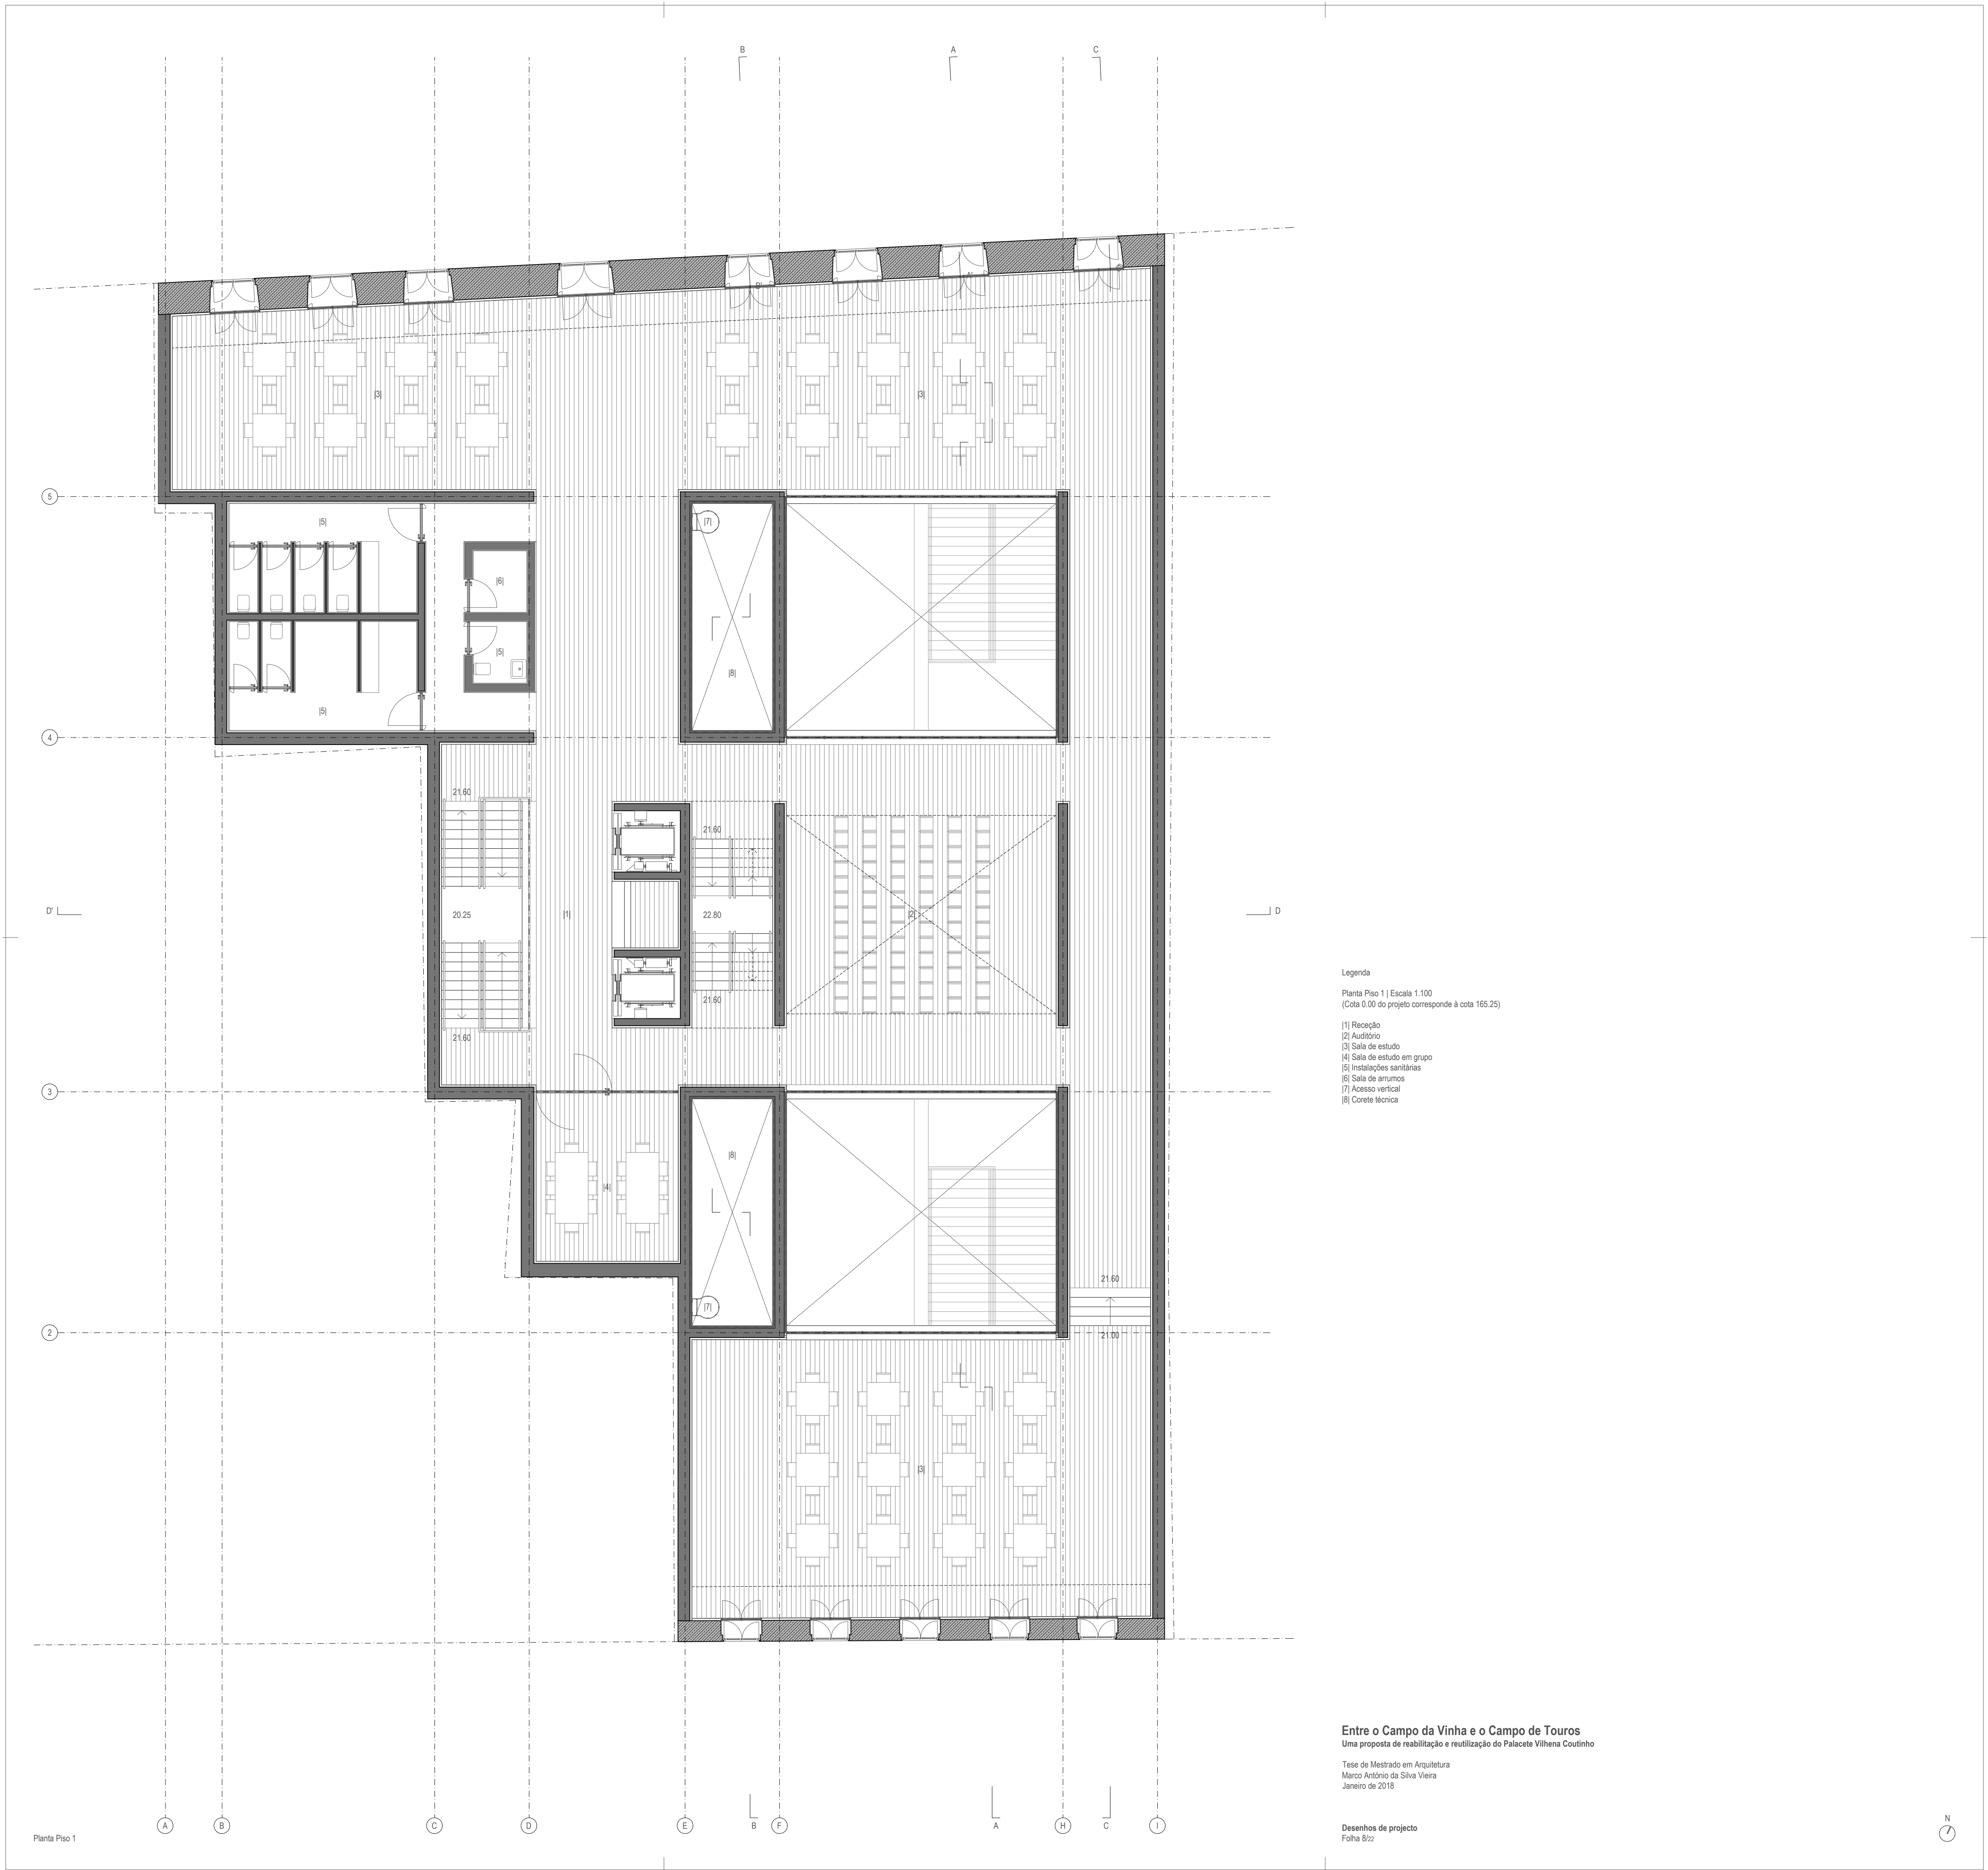 B
A
C
B'
A'
C'
|3|
|3|
5
|5|
|7|
|6|
|5|
|8|
|5|
4
21.60
21.60
D'
20.25
|1|
22.80
|2|
D
21.60
21.60
3
|8|
|4|
21.60
|7|
2
21.00
|3|
Legenda
Planta Piso 1 | Escala 1.100
(Cota 0.00 do projeto corresponde à cota 165.25)
|1| Receção
|2| Auditório
|3| Sala de estudo
|4| Sala de estudo em grupo
|5| Instalações sanitárias
|6| Sala de arrumos
|7| Acesso vertical
|8| Corete técnica
Entre o Campo da Vinha e o Campo de Touros
Uma proposta de reabilitação e reutilização do Palacete Vilhena Coutinho
Tese de Mestrado em Arquitetura
Marco António da Silva Vieira
Janeiro de 2018
Desenhos de projecto
Folha 8/22
A
B
C
D
E
B
F
A
H
C
I
N
Planta Piso 1